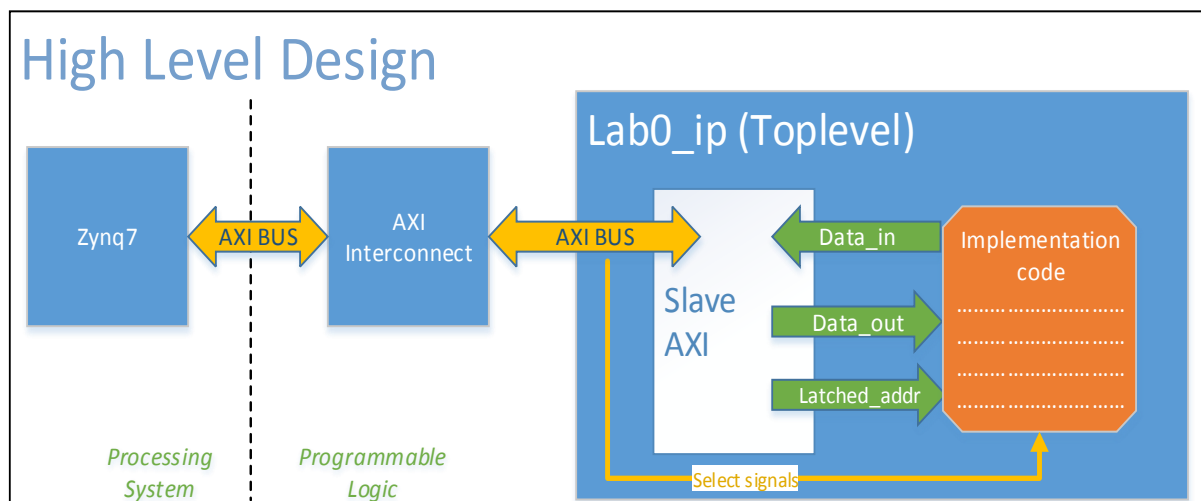 High Level Design
Zynq7
AXI BUS
AXI
Interconnect
AXI BUS
Lab0_ip (Toplevel)
Slave
AXI
Data_in
Data_out
Latched_addr
Implementation
code
................................
................................
................................
................................
Select signals
Processing
System
Programmable
Logic